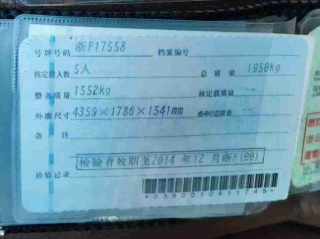 号牌号码 浙F17558 档案编号
核定载人数 5人 总质量 1950kg
整备质量 1552kg 核定载质量
外廓尺寸 4359×1786×1541mm 准牵引总质量
备注
检验有效期至2014年12月浙F(00)
检验记录